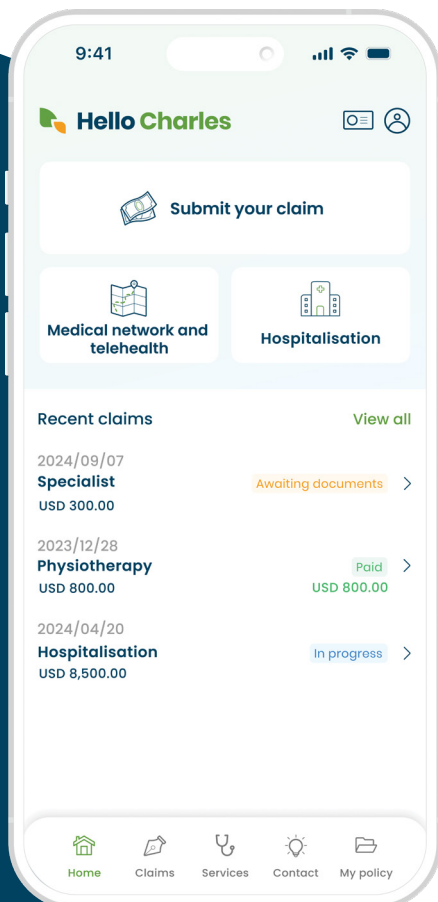 9:41
Hello Charles
Submit your claim
Medical network and
telehealth
Hospitalisation
Recent claims
View all
2024/09/07
Specialist
Awaiting documents
USD 300.00
2023/12/28
Physiotherapy
Paid
USD 800.00
USD 800.00
2024/04/20
Hospitalisation
In progress
USD 8,500.00
Home
Claims
Services
Contact
My policy